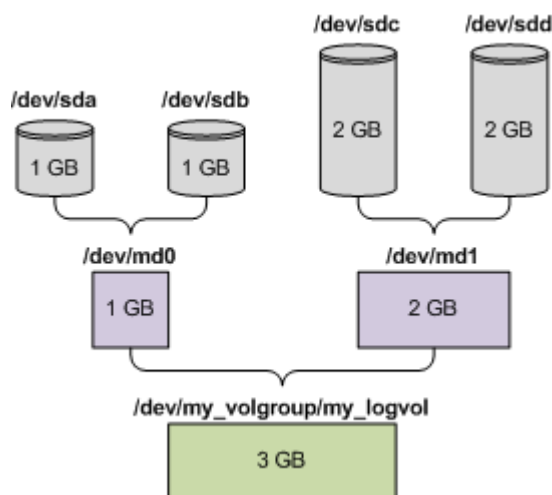 /dev/sdc /dev/sdd
/dev/sda /dev/sdb
2 GB 2 GB
1 GB 1 GB
/dev/md0 /dev/md1
1 GB 2 GB
/dev/my_volgroup/my_logvol
3 GB